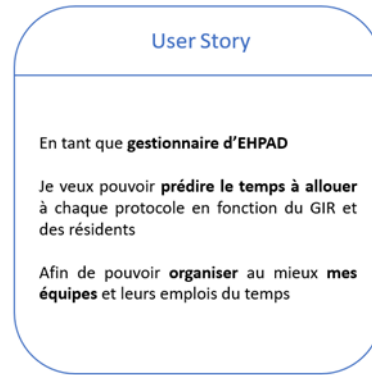 User Story
En tant que gestionnaire d'EHPAD
Je veux pouvoir prédire le temps à allouer
à chaque protocole en fonction du GIR et
des résidents
Afin de pouvoir organiser au mieux mes
équipes et leurs emplois du temps